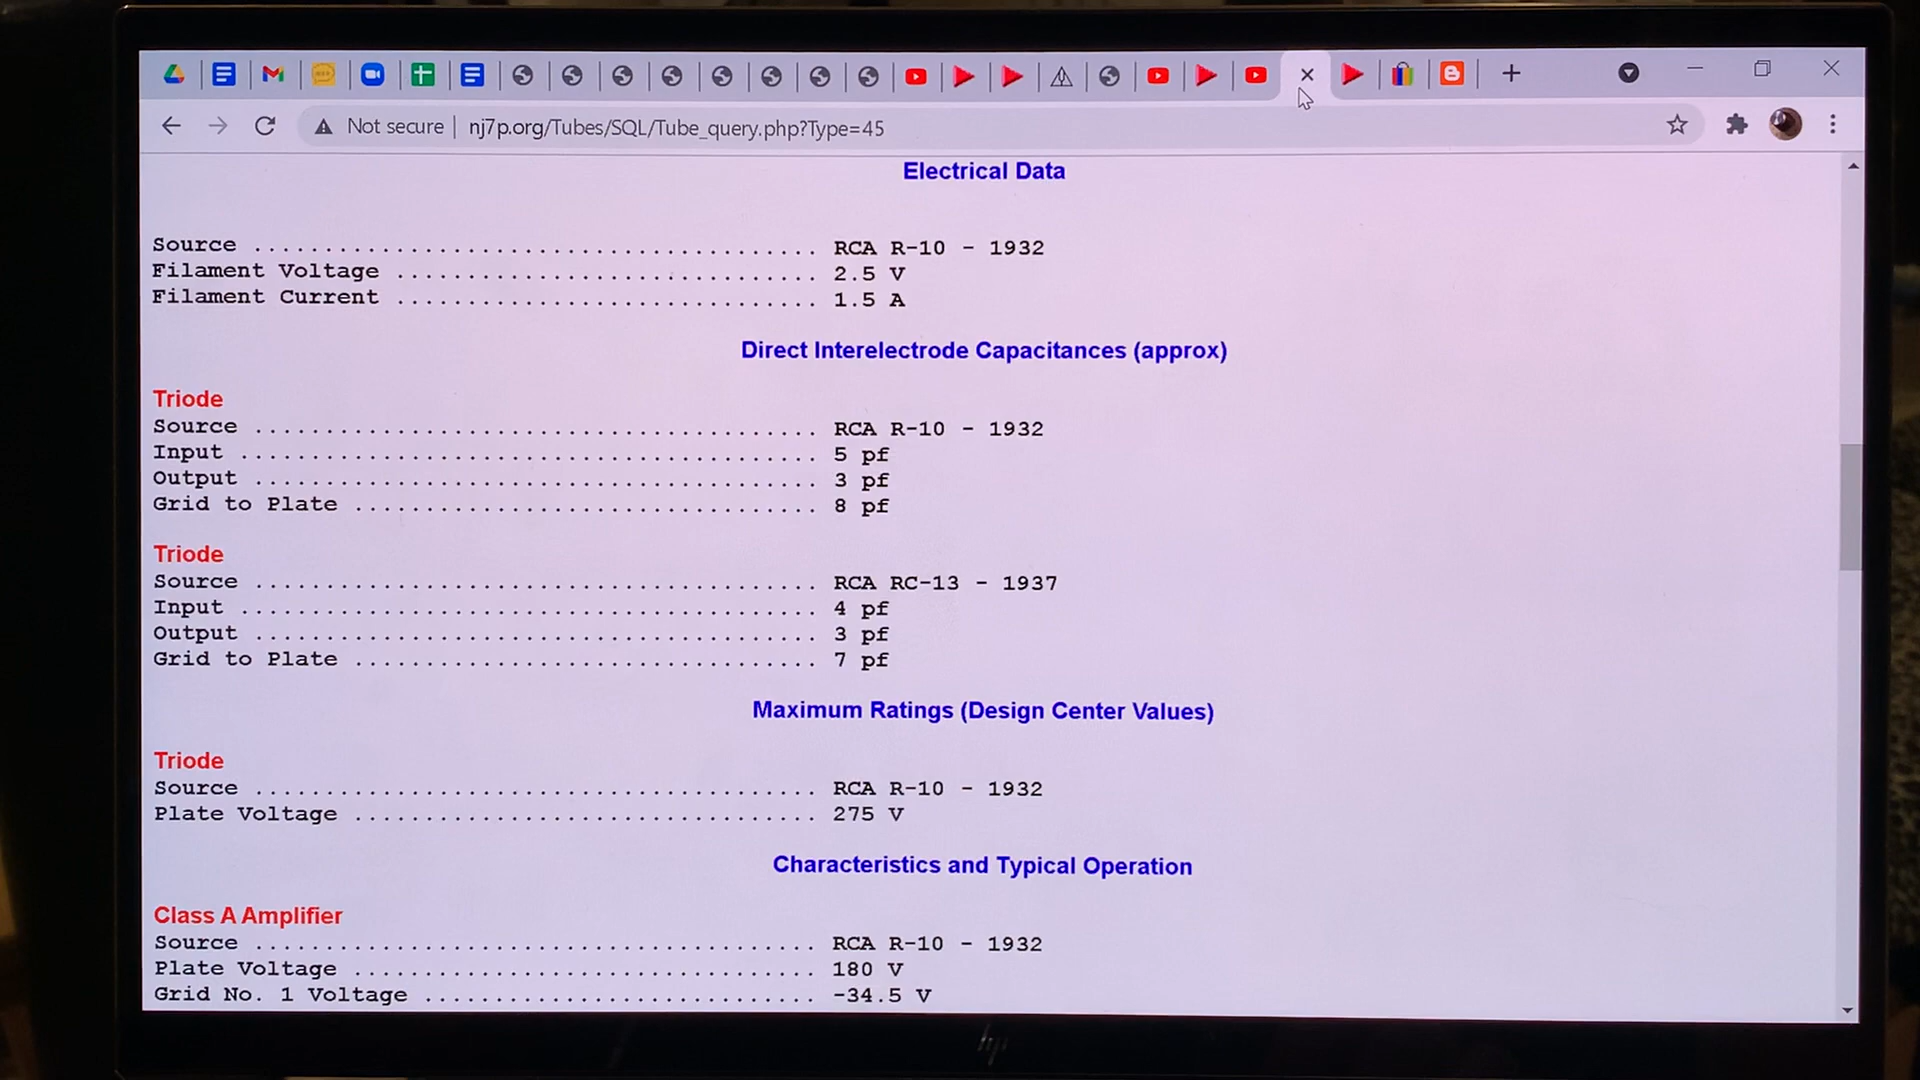 Not secure | nj7p.org/Tubes/SQL/Tube_query.php?Type=45
Electrical Data
Source ........................................ RCA R-10 - 1932
Filament Voltage .............................. 2.5 V
Filament Current .............................. 1.5 A
Direct Interelectrode Capacitances (approx)
Triode
Source ........................................ RCA R-10 - 1932
Input ......................................... 5 pf
Output ........................................ 3 pf
Grid to Plate ................................. 8 pf
Triode
Source ........................................ RCA RC-13 - 1937
Input ......................................... 4 pf
Output ........................................ 3 pf
Grid to Plate ................................. 7 pf
Maximum Ratings (Design Center Values)
Triode
Source ........................................ RCA R-10 - 1932
Plate Voltage ................................. 275 V
Characteristics and Typical Operation
Class A Amplifier
Source ........................................ RCA R-10 - 1932
Plate Voltage ................................. 180 V
Grid No. 1 Voltage ............................ -34.5 V
hp